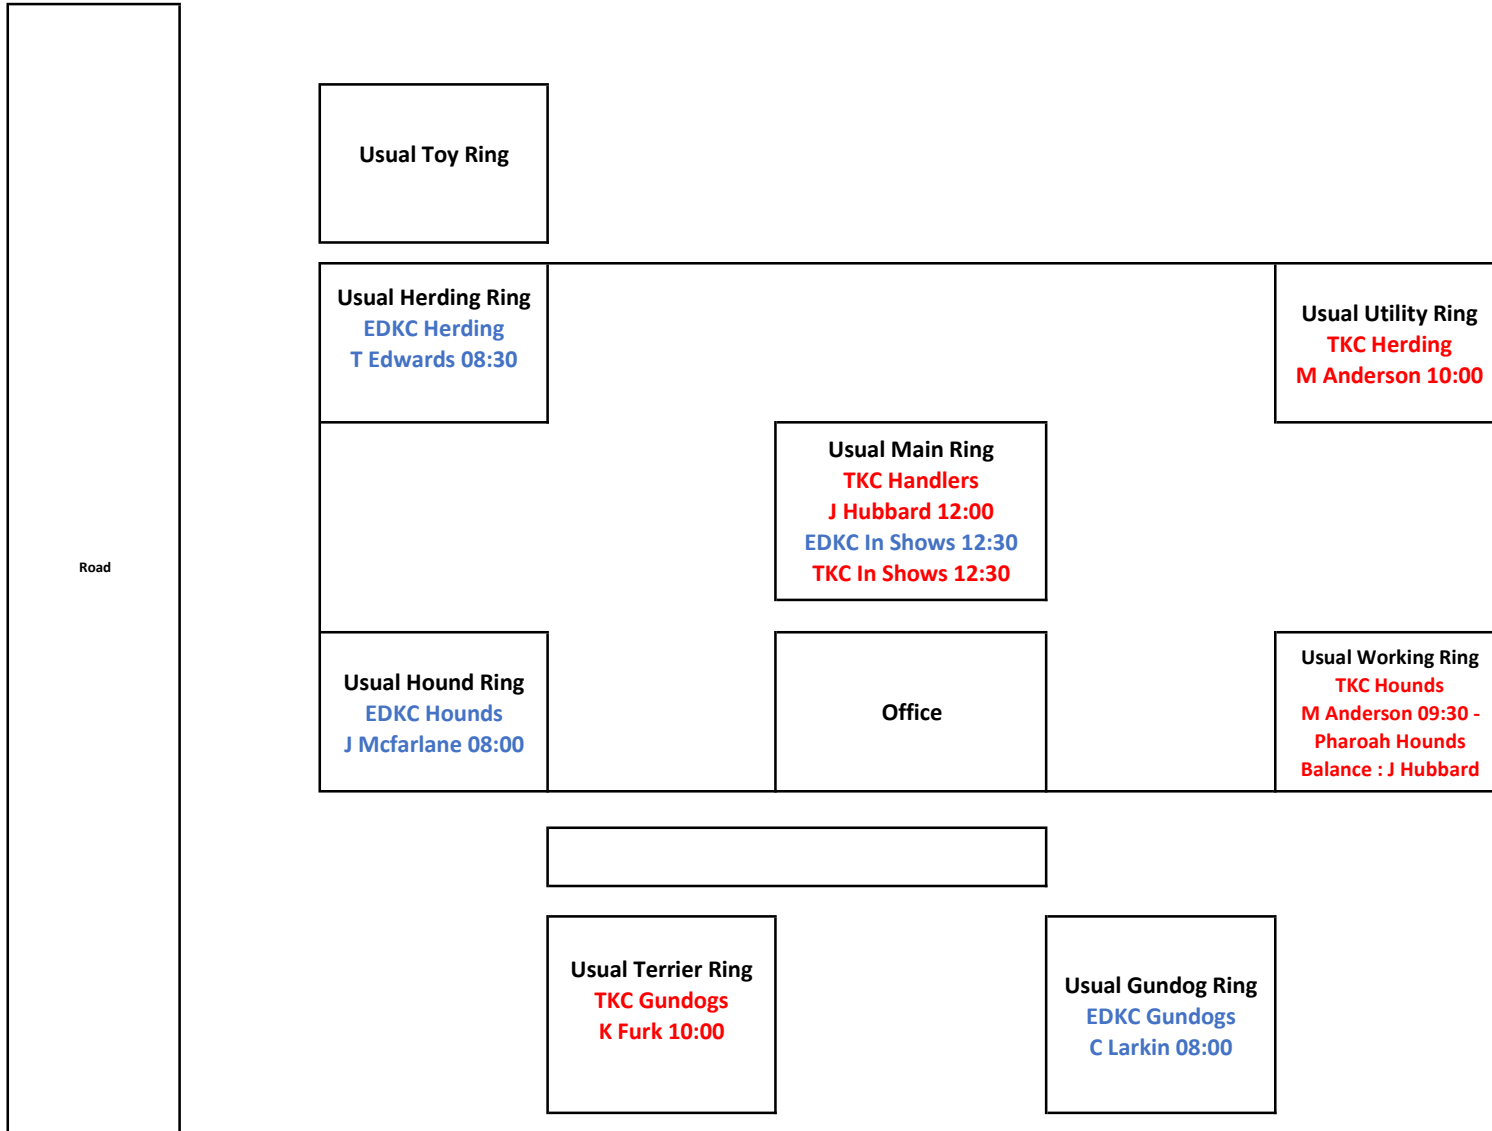 Usual Toy Ring
Usual Herding Ring
EDKC Herding
T Edwards 08:30
Usual Utility Ring
TKC Herding
M Anderson 10:00
Usual Main Ring
TKC Handlers
J Hubbard 12:00
EDKC In Shows 12:30
TKC In Shows 12:30
Road
Usual Hound Ring
EDKC Hounds
J Mcfarlane 08:00
Office
Usual Working Ring
TKC Hounds
M Anderson 09:30 -
Pharoah Hounds
Balance : J Hubbard
Usual Terrier Ring
TKC Gundogs
K Furk 10:00
Usual Gundog Ring
EDKC Gundogs
C Larkin 08:00